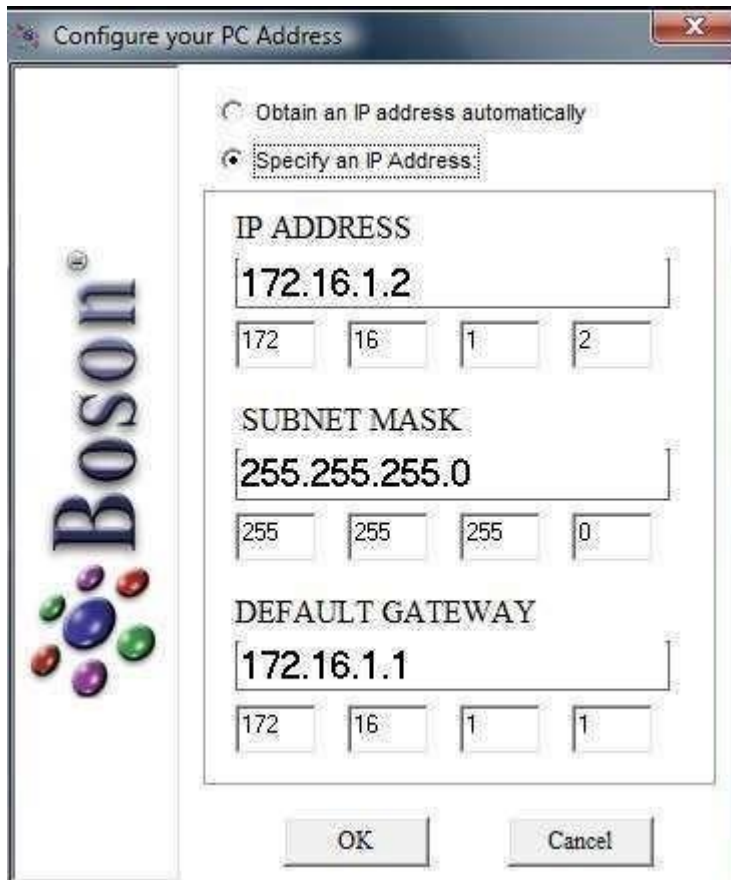 Configure your PC Address
Obtain an IP address automatically
Specify an IP Address:
IP ADDRESS
172.16.1.2
172 16 1 2
SUBNET MASK
255.255.255.0
255 255 255 0
DEFAULT GATEWAY
172.16.1.1
172 16 1 1
OK Cancel
Boson®